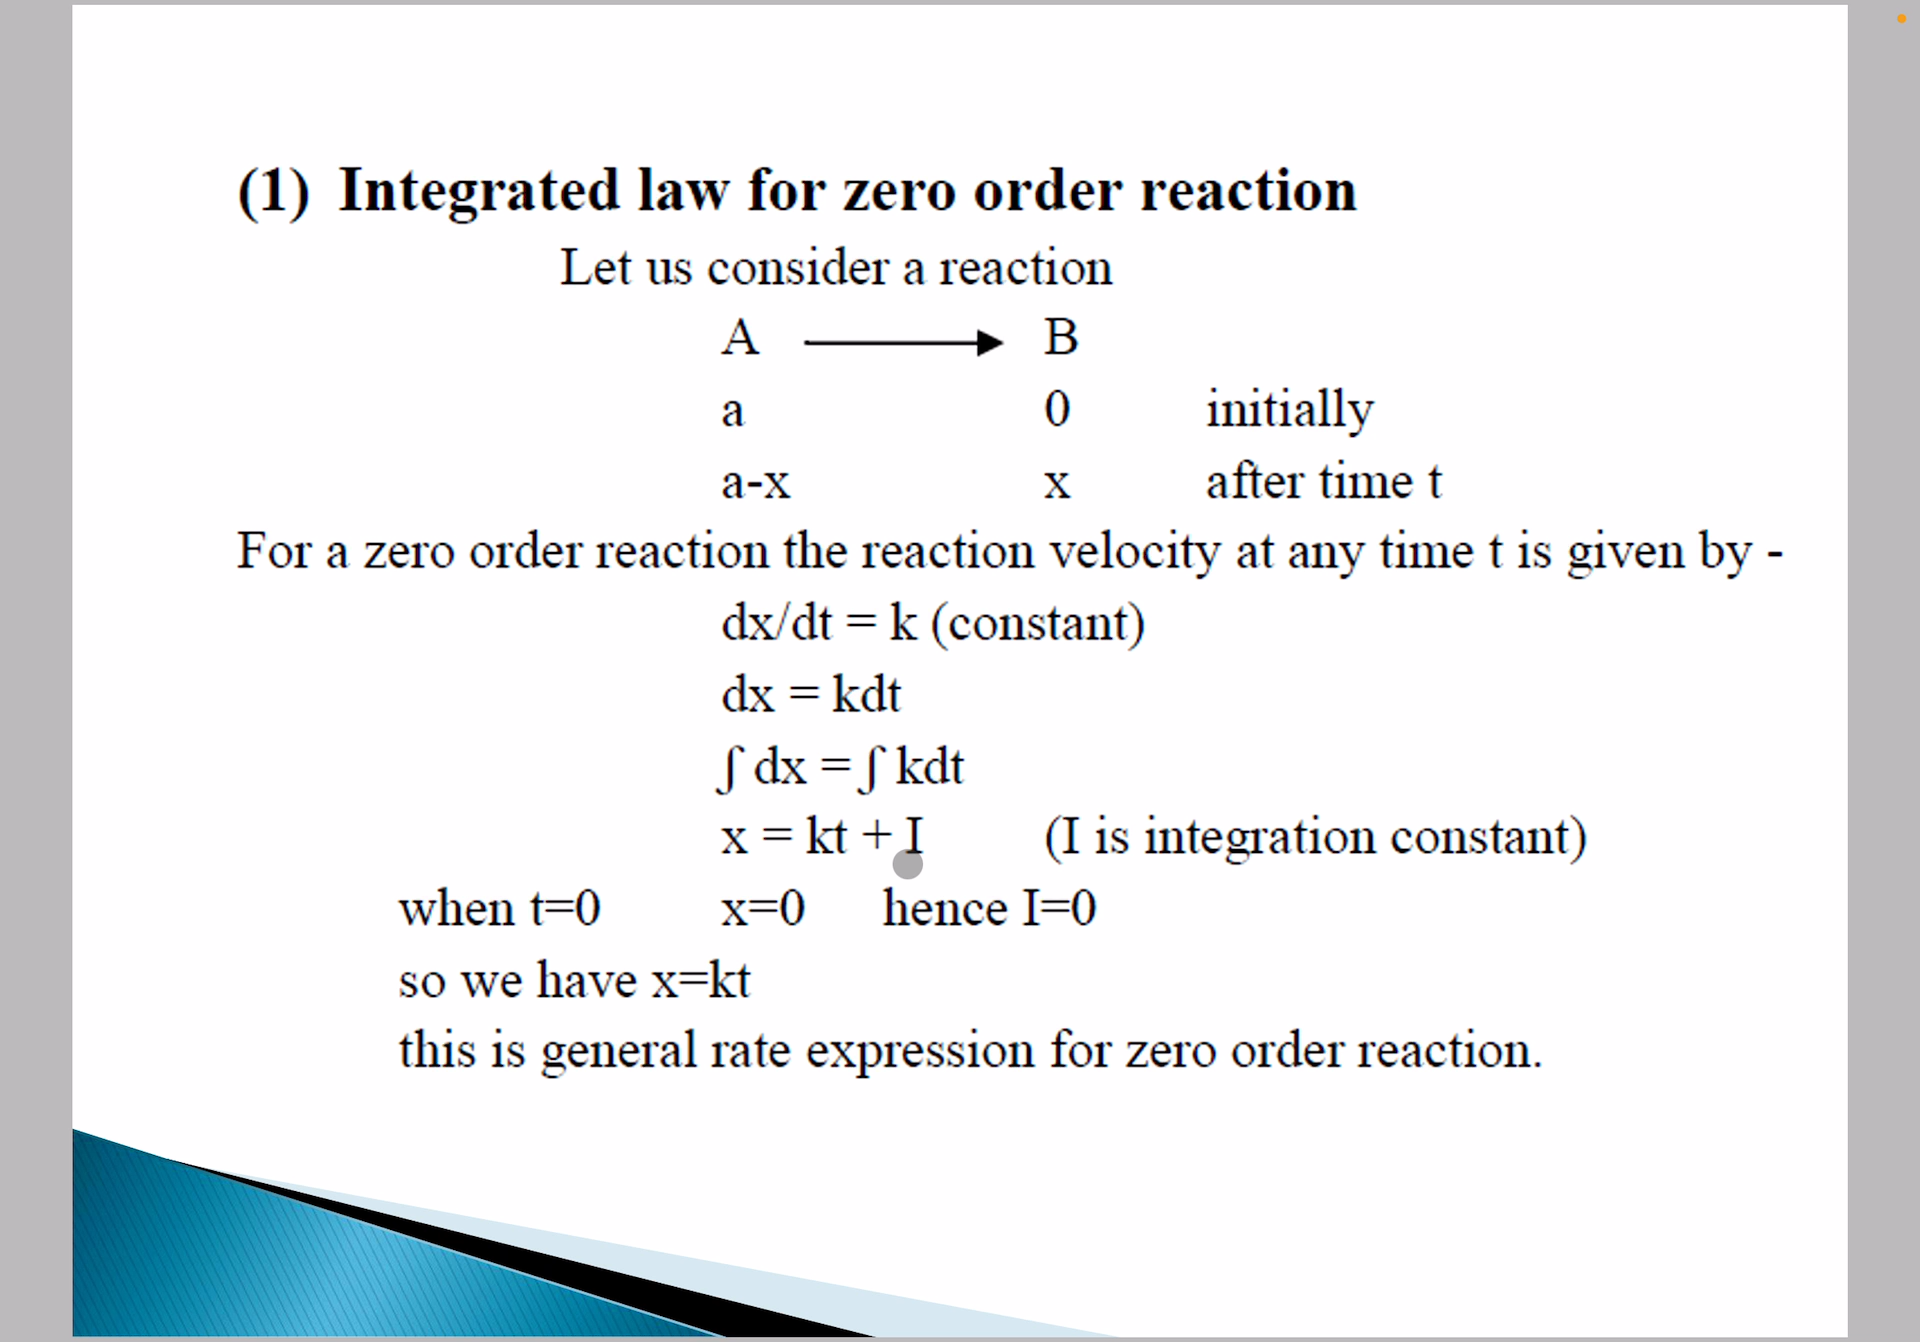 (1) Integrated law for zero order reaction
Let us consider a reaction
A ⟶ B
a 0 initially
a-x x after time t
For a zero order reaction the reaction velocity at any time t is given by -
dx/dt = k (constant)
dx = kdt
∫ dx = ∫ kdt
x = kt + I (I is integration constant)
when t=0 x=0 hence I=0
so we have x=kt
this is general rate expression for zero order reaction.